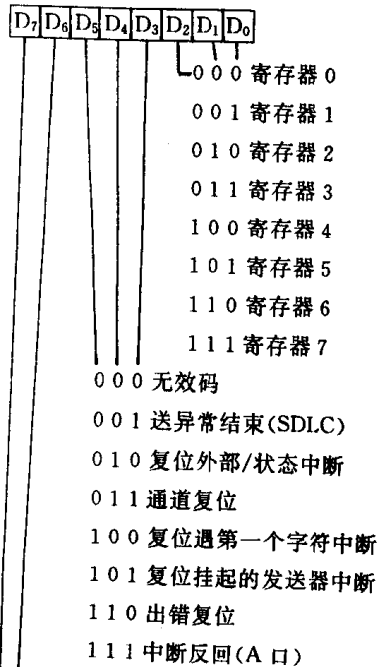 D₇ D₆ D₅ D₄ D₃ D₂ D₁ D₀
0 0 0 寄存器 0
0 0 1 寄存器 1
0 1 0 寄存器 2
0 1 1 寄存器 3
1 0 0 寄存器 4
1 0 1 寄存器 5
1 1 0 寄存器 6
1 1 1 寄存器 7
0 0 0 无效码
0 0 1 送异常结束(SDLC)
0 1 0 复位外部/状态中断
0 1 1 通道复位
1 0 0 复位遇第一个字符中断
1 0 1 复位挂起的发送器中断
1 1 0 出错复位
1 1 1 中断反回(A 口)